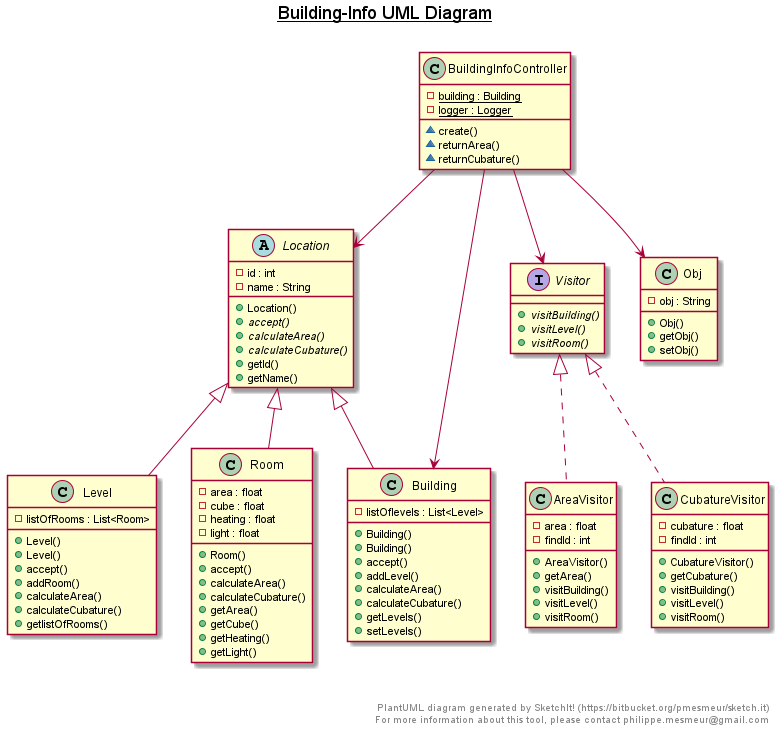 Building-Info UML Diagram
C BuildingInfoController
building : Building
logger : Logger
create()
returnArea()
returnCubature()
A Location
id : int
name : String
Location()
accept()
calculateArea()
calculateCubature()
getId()
getName()
I Visitor
visitBuilding()
visitLevel()
visitRoom()
C Obj
obj : String
Obj()
getObj()
setObj()
C Level
listOfRooms : List<Room>
Level()
Level()
accept()
addRoom()
calculateArea()
calculateCubature()
getlistOfRooms()
C Room
area : float
cube : float
heating : float
light : float
Room()
accept()
calculateArea()
calculateCubature()
getArea()
getCube()
getHeating()
getLight()
C Building
listOflevels : List<Level>
Building()
Building()
accept()
addLevel()
calculateArea()
calculateCubature()
getLevels()
setLevels()
C AreaVisitor
area : float
findId : int
AreaVisitor()
getArea()
visitBuilding()
visitLevel()
visitRoom()
C CubatureVisitor
cubature : float
findId : int
CubatureVisitor()
getCubature()
visitBuilding()
visitLevel()
visitRoom()
PlantUML diagram generated by SketchIt! (https://bitbucket.org/pmesmeur/sketch.it)
For more information about this tool, please contact philippe.mesmeur@gmail.com